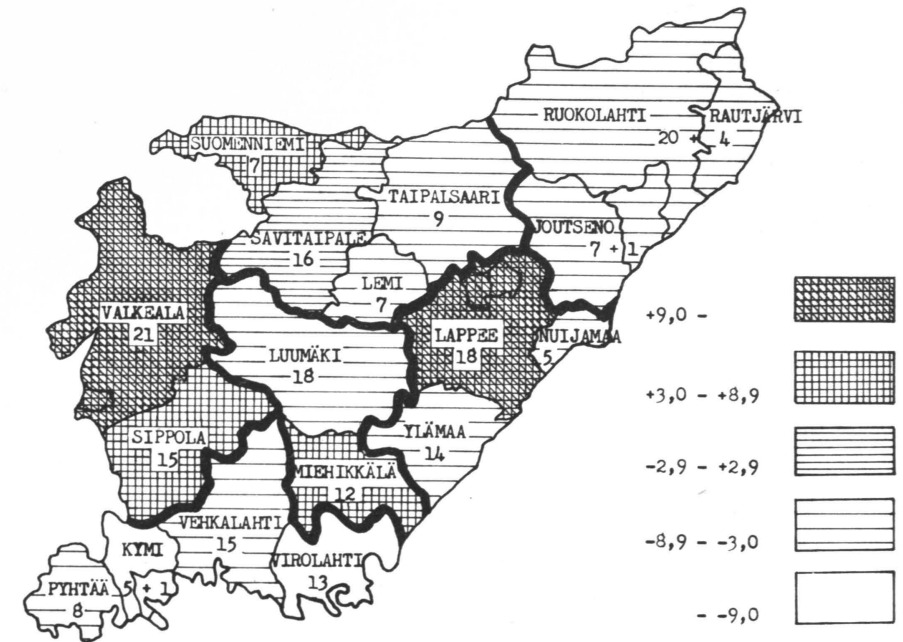 RUOKOLAHTI
20 +
RAUTJÄRVI
4
SUOMENNIEMI
7
TAIPALSAARI
9
JOUTSENO
7 + 1
SAVITAIPALE
16
LEMI
7
VALKEALA
21
LAPPEE
18
NUIJAMAA
5
LUUMÄKI
18
SIPPOLA
15
YLÄMAA
14
MIEHIKKÄLÄ
12
VEHKALAHTI
15
KYMI
5 + 1
VIROLAHTI
13
PYHTÄÄ
8
+9,0 -
+3,0 - +8,9
-2,9 - +2,9
-8,9 - -3,0
- -9,0